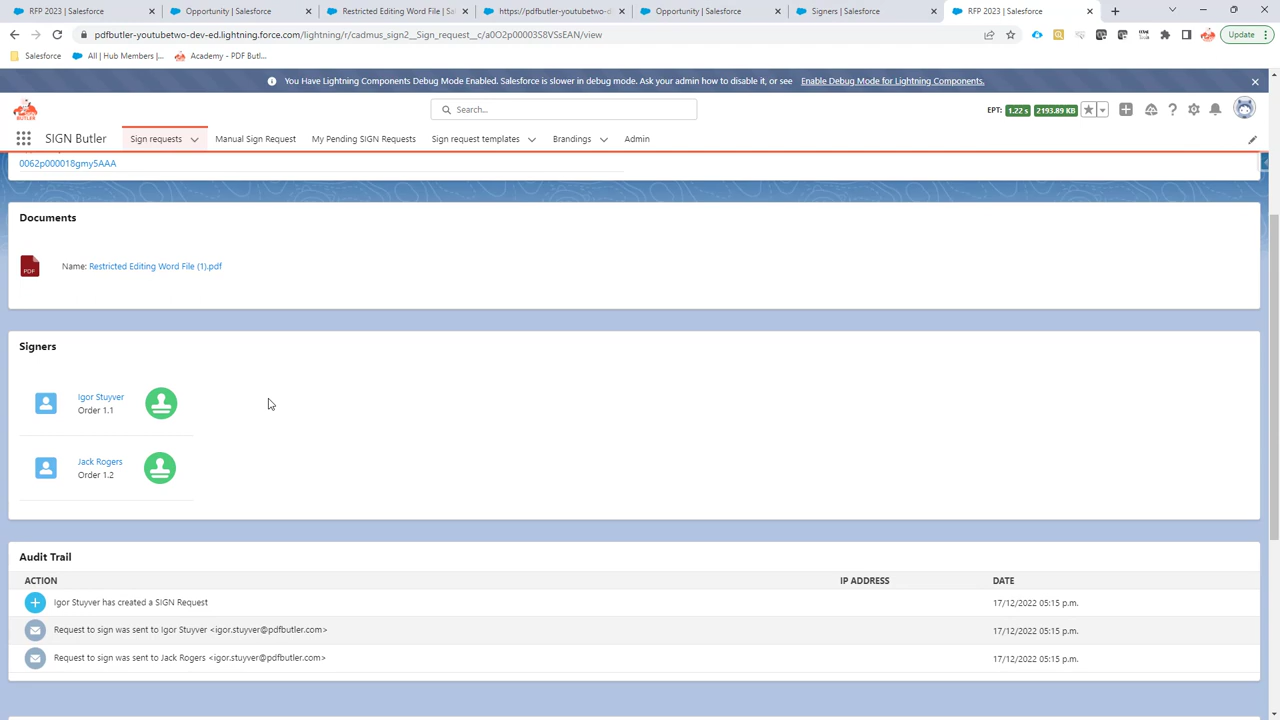 RFP 2023 | Salesforce
Opportunity | Salesforce
Restricted Editing Word File | Sa
https://pdfbutler-youtubetwo-d
Opportunity | Salesforce
Signers | Salesforce
RFP 2023 | Salesforce
pdfbutler-youtubetwo-dev-ed.lightning.force.com/lightning/r/cadmus_sign2__Sign_request__c/a0O2p00003S8VSsEAN/view
Update
Salesforce
All | Hub Members |...
Academy - PDF Butl...
You Have Lightning Components Debug Mode Enabled. Salesforce is slower in debug mode. Ask your admin how to disable it, or see Enable Debug Mode for Lightning Components.
Search...
EPT: 1.22 s 2193.89 KB
SIGN Butler
Sign requests
Manual Sign Request
My Pending SIGN Requests
Sign request templates
Brandings
Admin
0062p000018gmy5AAA
Documents
PDF
Name: Restricted Editing Word File (1).pdf
Signers
Igor Stuyver
Order 1.1
Jack Rogers
Order 1.2
Audit Trail
ACTION IP ADDRESS DATE
Igor Stuyver has created a SIGN Request 17/12/2022 05:15 p.m.
Request to sign was sent to Igor Stuyver <igor.stuyver@pdfbutler.com> 17/12/2022 05:15 p.m.
Request to sign was sent to Jack Rogers <igor.stuyver@pdfbutler.com> 17/12/2022 05:15 p.m.